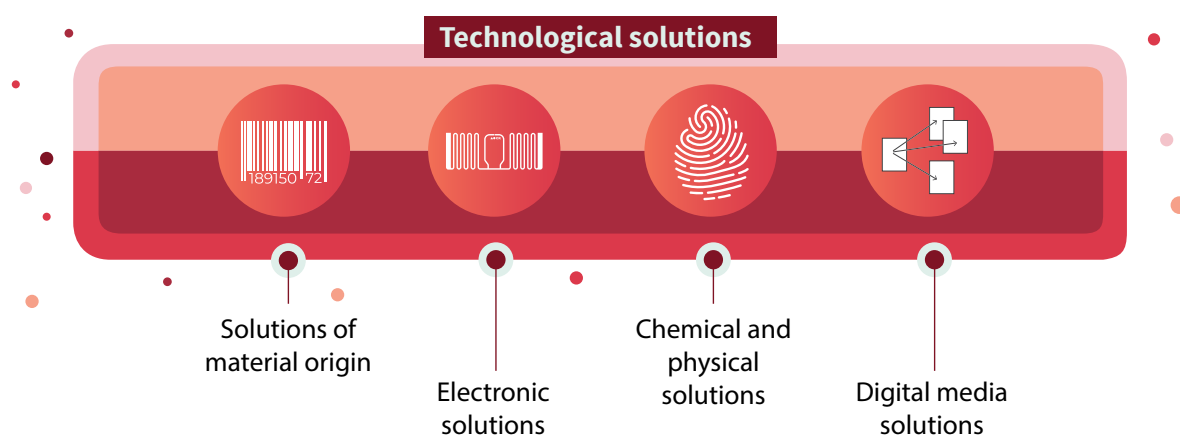 Technological solutions
189150 72
Solutions of
material origin
Electronic
solutions
Chemical and
physical
solutions
Digital media
solutions